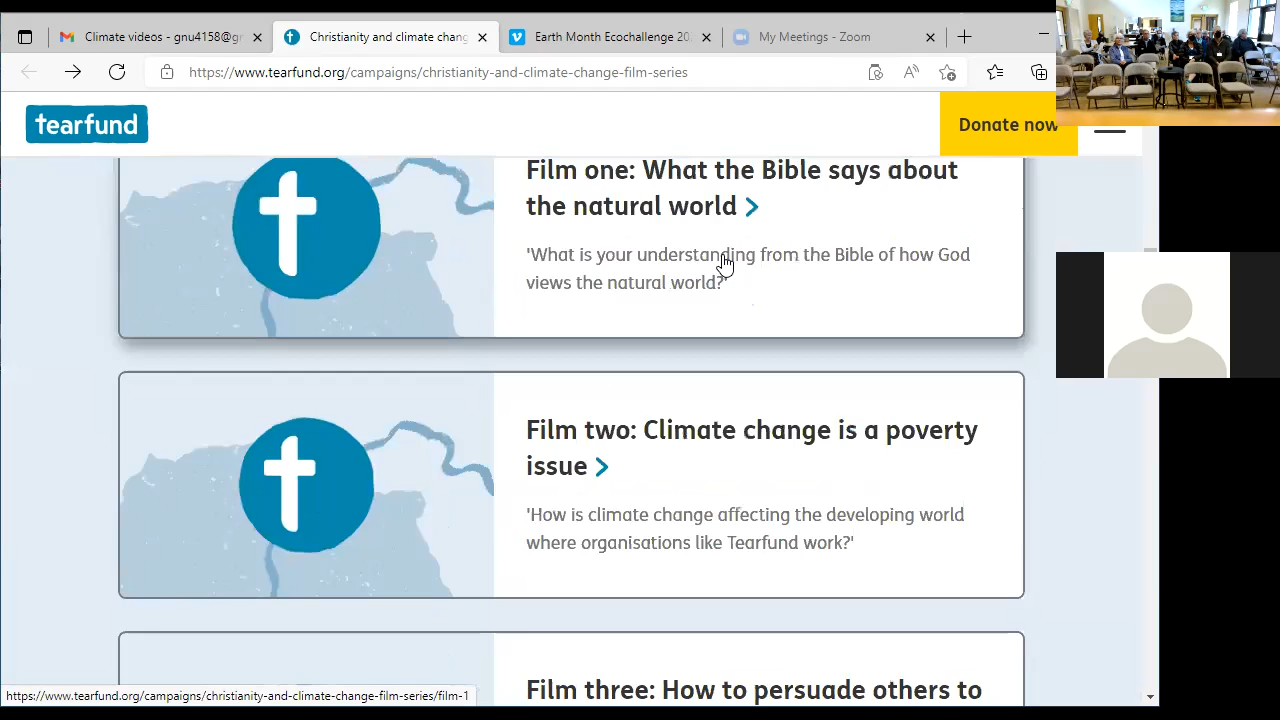 Climate videos - gnu4158@gr
Christianity and climate chang
Earth Month Ecochallenge 20
My Meetings - Zoom
https://www.tearfund.org/campaigns/christianity-and-climate-change-film-series
tearfund
Donate now
Film one: What the Bible says about
the natural world
'What is your understanding from the Bible of how God
views the natural world?'
Film two: Climate change is a poverty
issue
'How is climate change affecting the developing world
where organisations like Tearfund work?'
Film three: How to persuade others to
https://www.tearfund.org/campaigns/christianity-and-climate-change-film-series/film-1